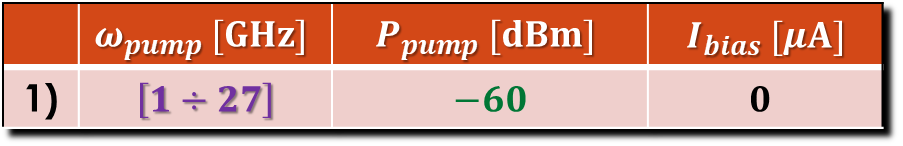 ω_pump [GHz] P_pump [dBm] I_bias [μA]
1) [1 ÷ 27] −60 0